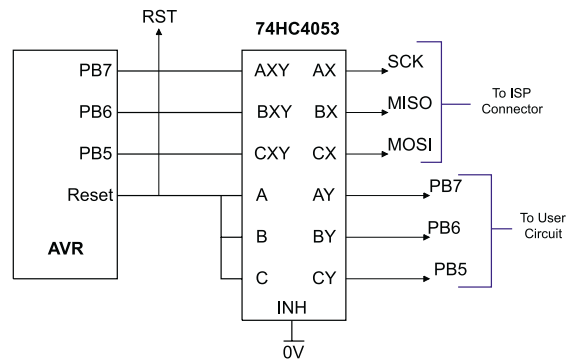 RST
74HC4053
PB7
AXY
AX
SCK
PB6
BXY
BX
MISO
To ISP
Connector
PB5
CXY
CX
MOSI
Reset
A
AY
PB7
AVR
B
BY
PB6
To User
Circuit
C
CY
PB5
INH
0V